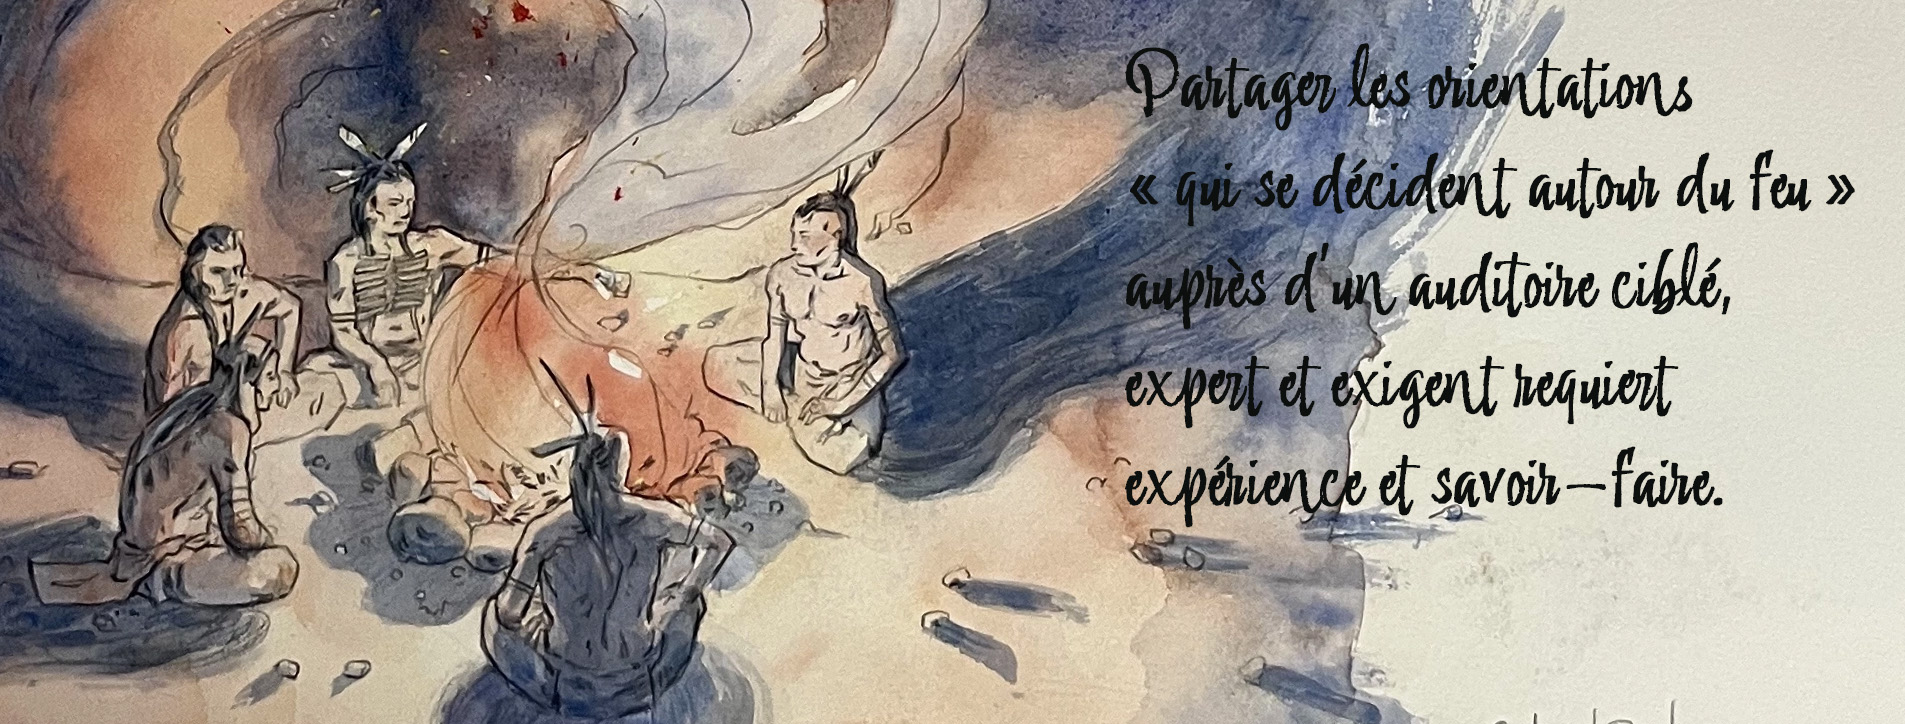 Partager les orientations
« qui se décident autour du feu »
auprès d'un auditoire ciblé,
expert et exigent requiert
expérience et savoir-faire.